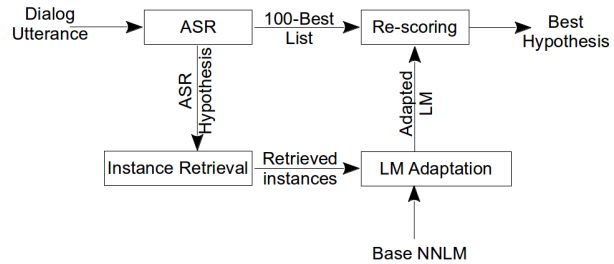 Dialog
Utterance
ASR
100-Best
List
Re-scoring
Best
Hypothesis
ASR
Hypothesis
Adapted
LM
Instance Retrieval
Retrieved
instances
LM Adaptation
Base NNLM